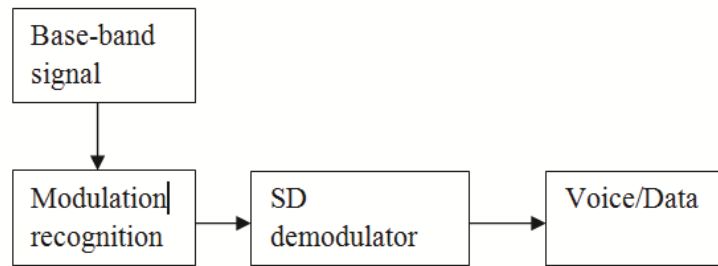 Base-band
signal
Modulation
recognition
SD
demodulator
Voice/Data